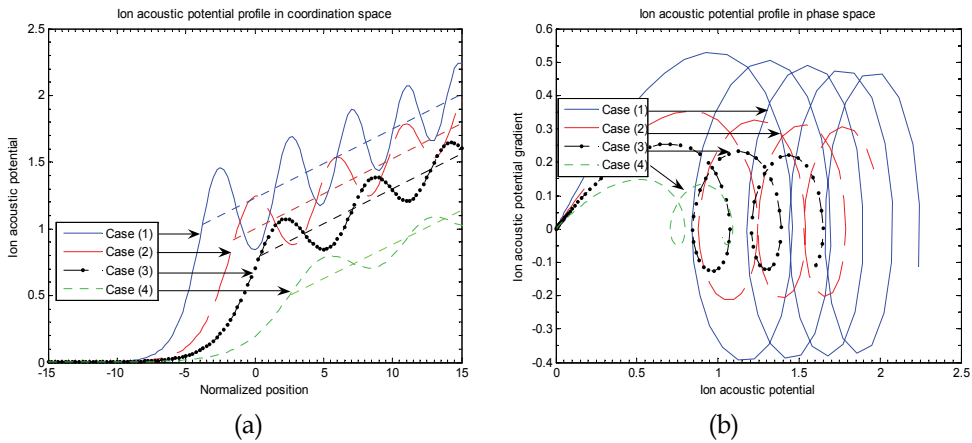 Ion acoustic potential profile in coordination space
2.5
2
1.5
1
0.5
0
Ion acoustic potential
Case (1)
Case (2)
Case (3)
Case (4)
-15
-10
-5
0
5
10
15
Normalized position
(a)
Ion acoustic potential profile in phase space
0.6
0.5
0.4
0.3
0.2
0.1
0
-0.1
-0.2
-0.3
-0.4
Ion acoustic potential gradient
Case (1)
Case (2)
Case (3)
Case (4)
0
0.5
1.0
1.5
2
2.5
Ion acoustic potential
(b)